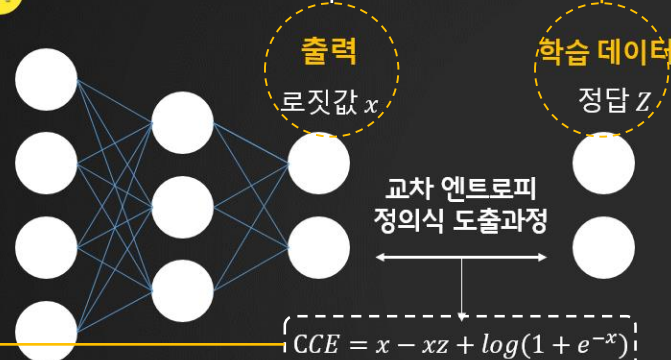 출력
로짓값 x
학습 데이터
정답 Z
교차 엔트로피
정의식 도출과정
CCE = x − xz + log(1 + e⁻ˣ)